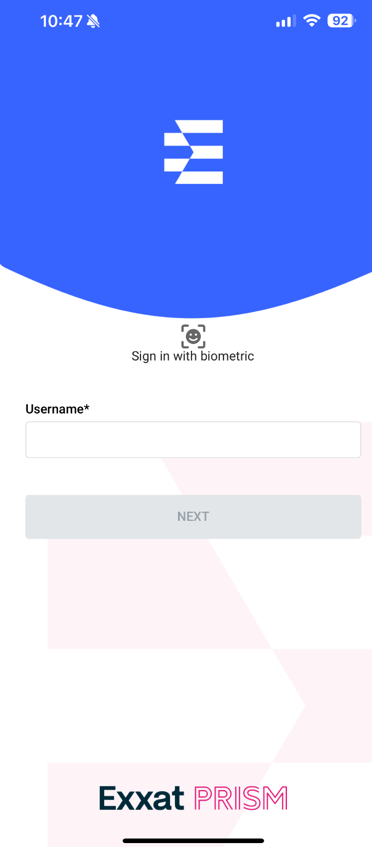 10:47
92
Sign in with biometric
Username*
NEXT
Exxat PRISM